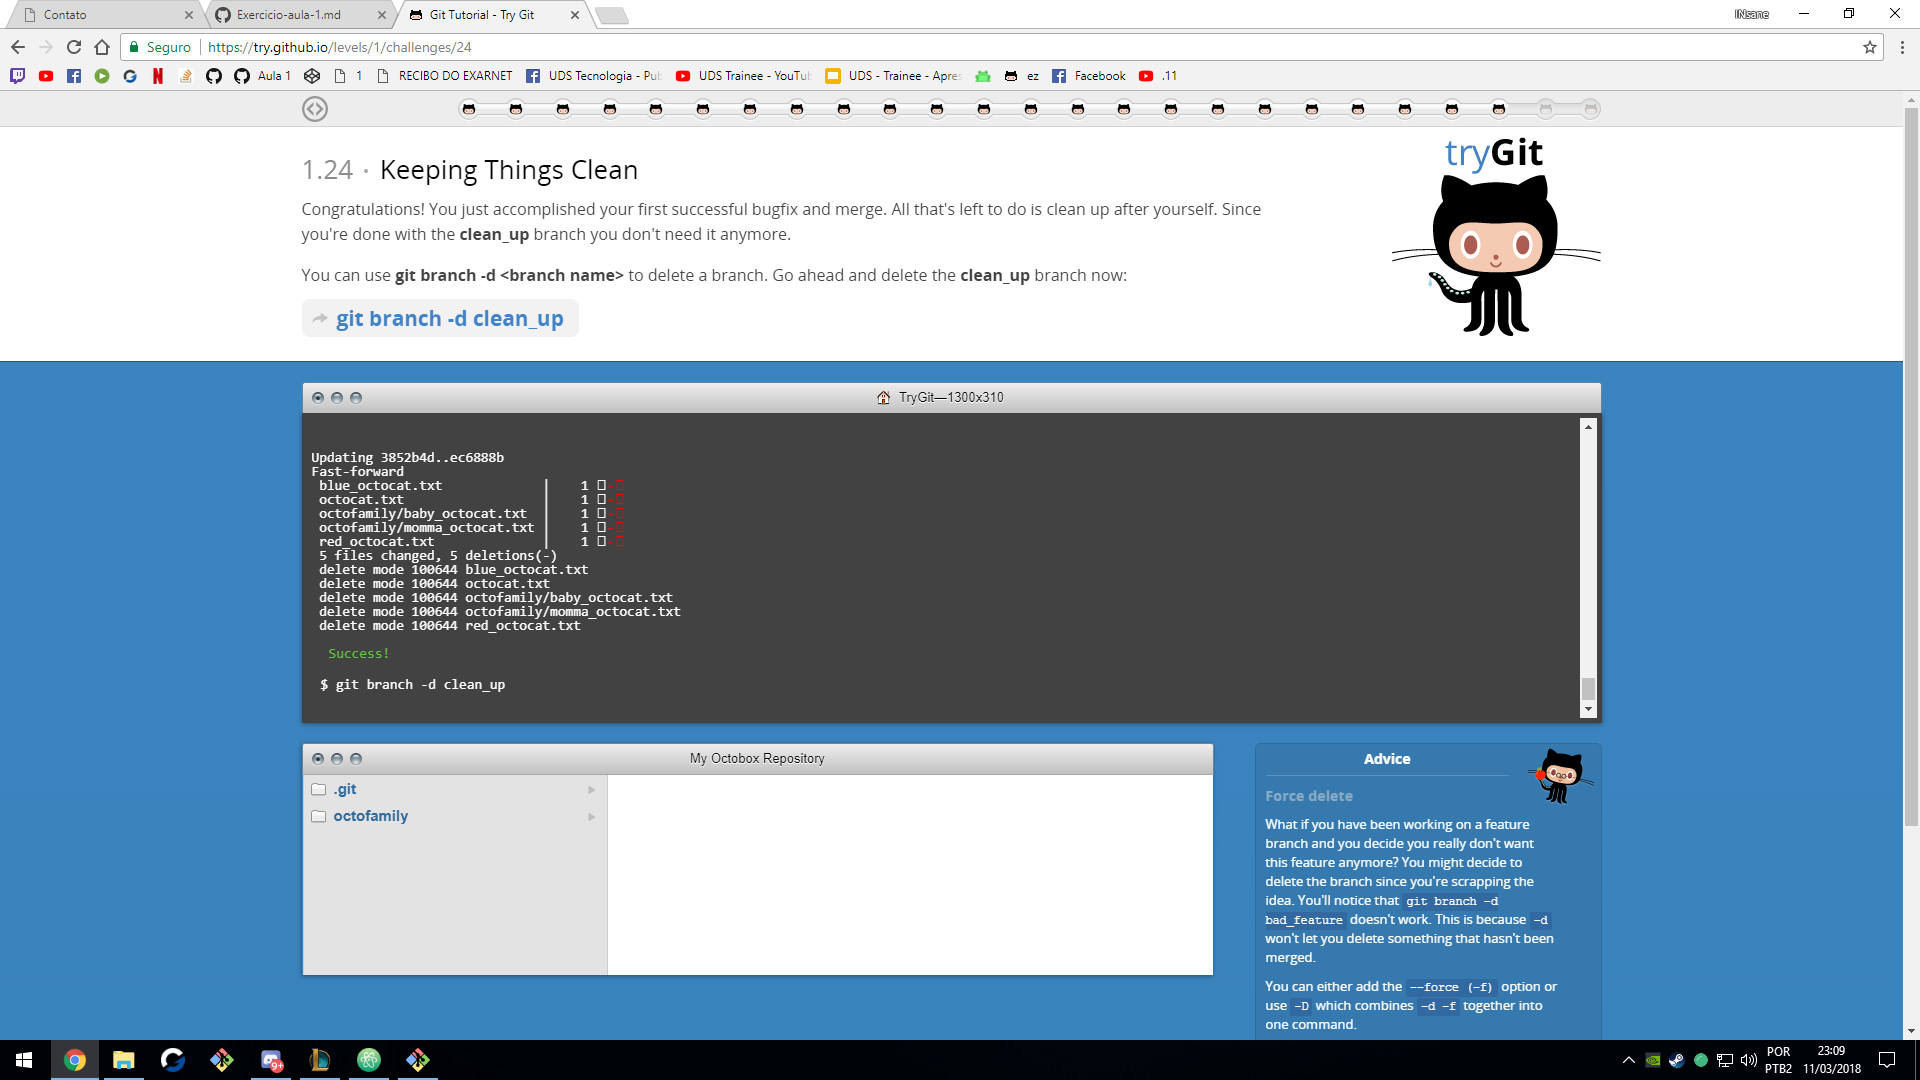 Contato
Exercicio-aula-1.md
Git Tutorial - Try Git
INsane
Seguro
https://try.github.io/levels/1/challenges/24
Aula 1
1
RECIBO DO EXARNET
UDS Tecnologia - Pu
UDS Trainee - YouTu
UDS - Trainee - Apre
ez
Facebook
.11
tryGit
1.24 · Keeping Things Clean
Congratulations! You just accomplished your first successful bugfix and merge. All that's left to do is clean up after yourself. Since
you're done with the clean_up branch you don't need it anymore.
You can use git branch -d <branch name> to delete a branch. Go ahead and delete the clean_up branch now:
git branch -d clean_up
TryGit—1300x310
Updating 3852b4d..ec6888b
Fast-forward
blue_octocat.txt | 1 -
octocat.txt | 1 -
octofamily/baby_octocat.txt | 1 -
octofamily/momma_octocat.txt | 1 -
red_octocat.txt | 1 -
5 files changed, 5 deletions(-)
delete mode 100644 blue_octocat.txt
delete mode 100644 octocat.txt
delete mode 100644 octofamily/baby_octocat.txt
delete mode 100644 octofamily/momma_octocat.txt
delete mode 100644 red_octocat.txt
Success!
$ git branch -d clean_up
My Octobox Repository
.git
octofamily
Advice
Force delete
What if you have been working on a feature
branch and you decide you really don't want
this feature anymore? You might decide to
delete the branch since you're scrapping the
idea. You'll notice that git branch -d
bad_feature doesn't work. This is because -d
won't let you delete something that hasn't been
merged.
You can either add the --force (-f) option or
use -D which combines -d -f together into
one command.
9+
POR
PTB2
23:09
11/03/2018